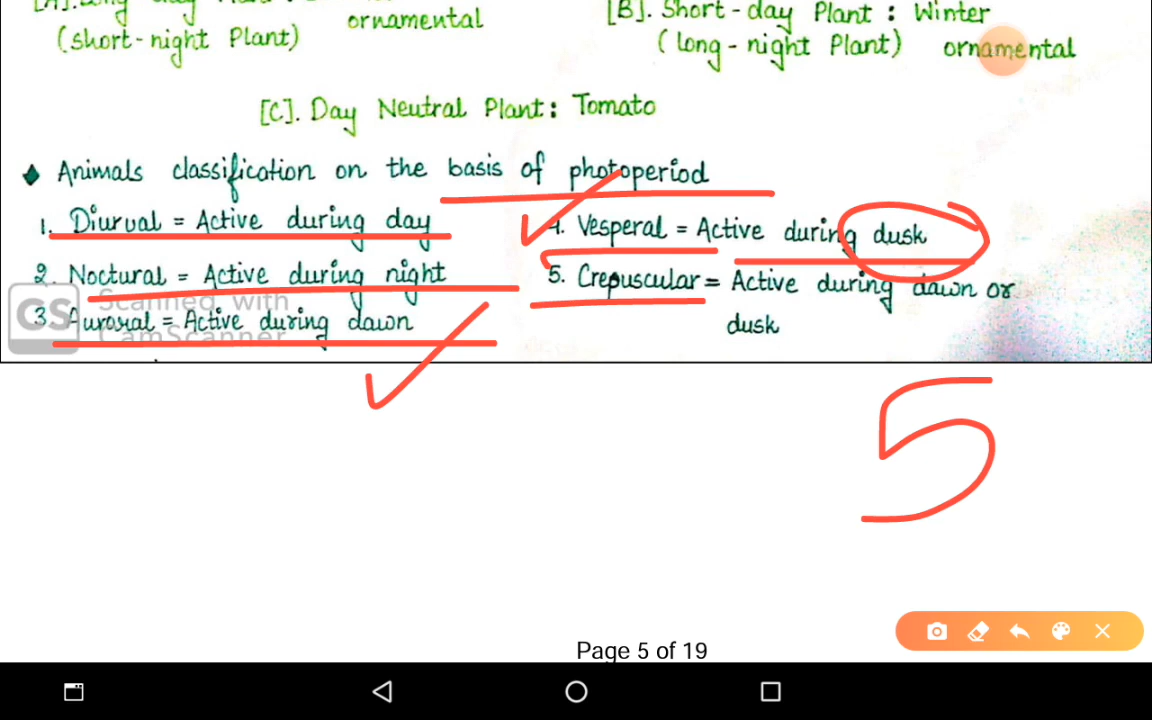 ornamental
(short-night Plant)
[B]. Short-day Plant : Winter
(long-night Plant) ornamental
[C]. Day Neutral Plant: Tomato
Animals classification on the basis of photoperiod
1. Diurual = Active during day
2. Noctural = Active during night
3. Auroral = Active during dawn
4. Vesperal = Active during dusk
5. Crepuscular = Active during dawn or
dusk
CS
Scanned with
CamScanner
5
Page 5 of 19